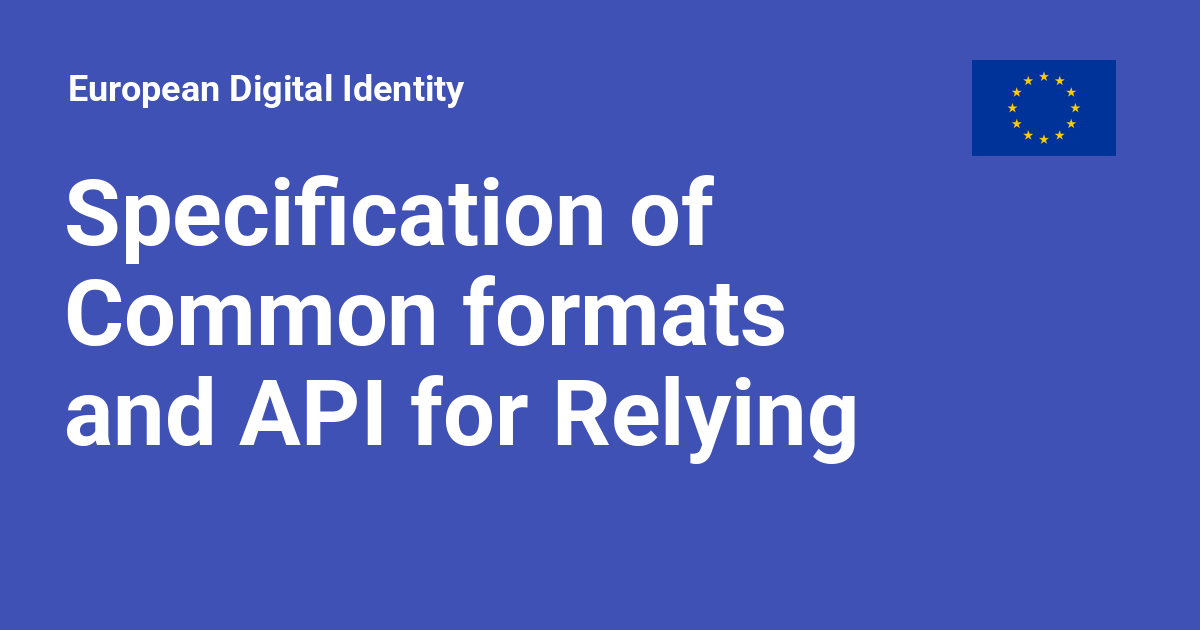 European Digital Identity
Specification of
Common formats
and API for Relying